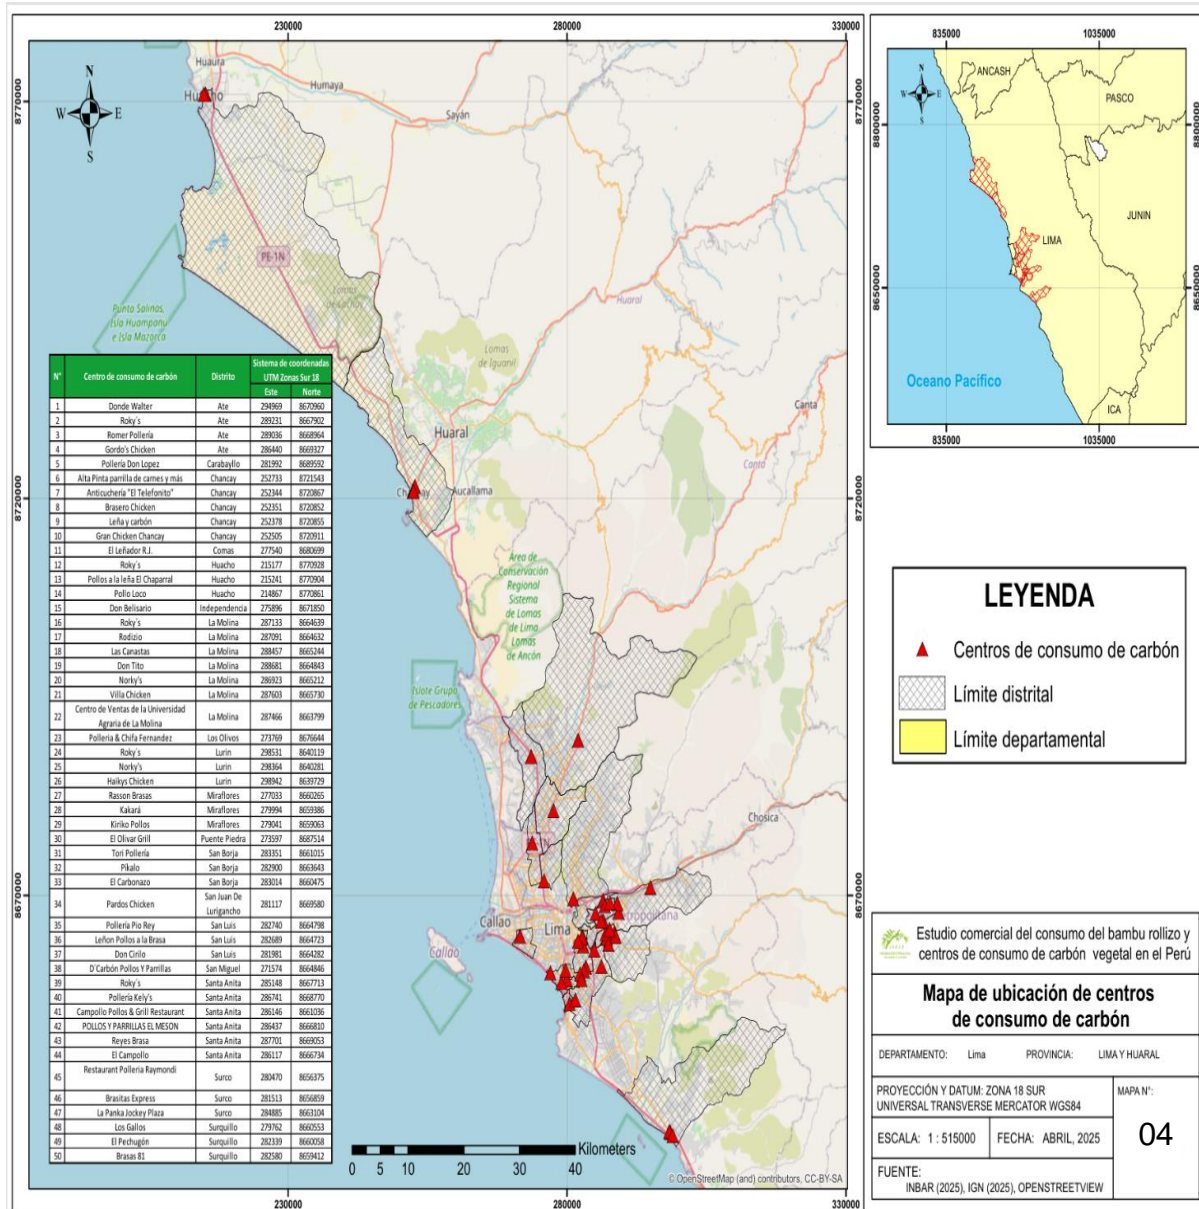 230000
280000
330000
8770000
8720000
8670000
N
W
E
S
Huaura
Huacho
Humaya
Sayán
PE-1N
Punta Salinas,
Isla Huampanú
e Isla Mazorca
Lomas
de Lachay
Huaral
Lomas
de Iguanil
Huaral
Canta
Canta
Chancay
Aucallama
Area de
Conservación
Regional
Sistema
de Lomas
de Lima
Lomas
de Ancón
Islote Grupo
de Pescadores
Chosica
Callao
Lima
Metropolitana
Callao
N° Centro de consumo de carbón Distrito Sistema de coordenadas
UTM Zonas Sur 18
Este Norte
1 Donde Walter Ate 294969 8670960
2 Roky´s Ate 289231 8667902
3 Romer Pollería Ate 289036 8668964
4 Gordo's Chicken Ate 286440 8669327
5 Pollería Don Lopez Carabayllo 281992 8689592
6 Alta Pinta parrilla de carnes y más Chancay 252733 8721543
7 Anticuchería "El Telefonito" Chancay 252344 8720867
8 Brasero Chicken Chancay 252351 8720852
9 Leña y carbón Chancay 252378 8720855
10 Gran Chicken Chancay Chancay 252505 8720911
11 El Leñador R.J. Comas 277540 8680699
12 Roky´s Huacho 215177 8770928
13 Pollos a la leña El Chaparral Huacho 215241 8770904
14 Pollo Loco Huacho 214867 8770861
15 Don Belisario Independencia 275896 8671850
16 Roky´s La Molina 287133 8664639
17 Rodizio La Molina 287091 8664632
18 Las Canastas La Molina 288457 8665244
19 Don Tito La Molina 288681 8664843
20 Norky's La Molina 286923 8665212
21 Villa Chicken La Molina 287603 8665730
22 Centro de Ventas de la Universidad
Agraria de La Molina La Molina 287466 8663799
23 Polleria & Chifa Fernandez Los Olivos 273769 8676644
24 Roky´s Lurin 298531 8640119
25 Norky's Lurin 298364 8640281
26 Haikys Chicken Lurin 298942 8639729
27 Rasson Brasas Miraflores 277033 8660265
28 Kakará Miraflores 279994 8659386
29 Kiriko Pollos Miraflores 279041 8659063
30 El Olivar Grill Puente Piedra 273597 8687514
31 Tori Pollería San Borja 283351 8661015
32 Pikalo San Borja 282900 8663643
33 El Carbonazo San Borja 283014 8660475
34 Pardos Chicken San Juan De
Lurigancho 281117 8669580
35 Pollería Pio Rey San Luis 282740 8664798
36 Leñon Pollos a la Brasa San Luis 282689 8664723
37 Don Cirilo San Luis 281981 8664282
38 D´Carbón Pollos Y Parrillas San Miguel 271574 8664846
39 Roky´s Santa Anita 285148 8667713
40 Pollería Kely's Santa Anita 286741 8668770
41 Campollo Pollos & Grill Restaurant Santa Anita 286146 8661036
42 POLLOS Y PARRILLAS EL MESON Santa Anita 286437 8666810
43 Reyes Brasa Santa Anita 287701 8669053
44 El Campollo Santa Anita 286117 8666734
45 Restaurant Polleria Raymondi Surco 280470 8656375
46 Brasitas Express Surco 281513 8656859
47 La Panka Jockey Plaza Surco 284885 8663104
48 Los Gallos Surquillo 279762 8660553
49 El Pechugón Surquillo 282339 8660058
50 Brasas 81 Surquillo 282580 8659412
Kilometers
0 5 10 20 30 40
© OpenStreetMap (and) contributors, CC-BY-SA
230000
280000
330000
8770000
8720000
8670000
835000
1035000
8800000
8650000
N
W
E
S
ANCASH
PASCO
JUNIN
LIMA
ICA
Oceano Pacifico
835000
1035000
8800000
8650000
LEYENDA
Centros de consumo de carbón
Límite distrital
Límite departamental
Estudio comercial del consumo del bambu rollizo y
centros de consumo de carbón vegetal en el Perú
Mapa de ubicación de centros
de consumo de carbón
DEPARTAMENTO: Lima PROVINCIA: LIMA Y HUARAL
PROYECCIÓN Y DATUM: ZONA 18 SUR
UNIVERSAL TRANSVERSE MERCATOR WGS84
MAPA N°:
04
ESCALA: 1 : 515000 FECHA: ABRIL, 2025
FUENTE:
INBAR (2025), IGN (2025), OPENSTREETVIEW